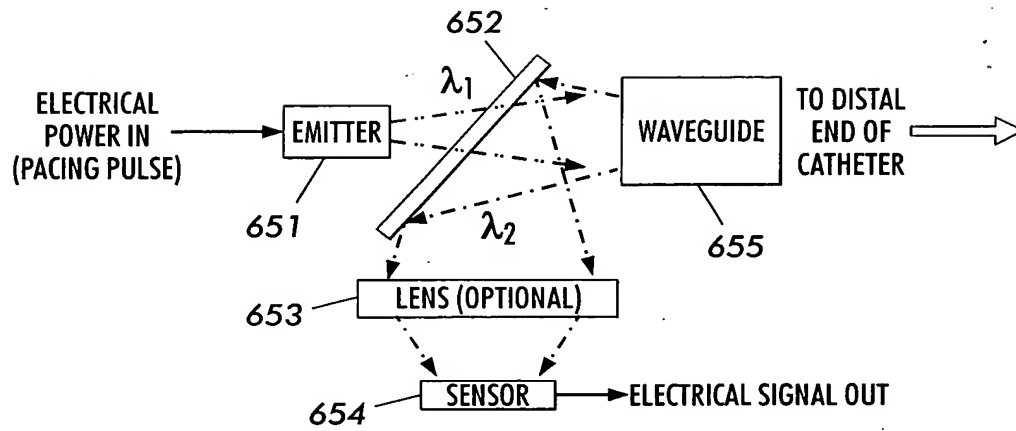 652
λ1
ELECTRICAL
POWER IN
(PACING PULSE)
EMITTER
WAVEGUIDE
TO DISTAL
END OF
CATHETER
651
λ2
655
LENS (OPTIONAL)
653
SENSOR
ELECTRICAL SIGNAL OUT
654